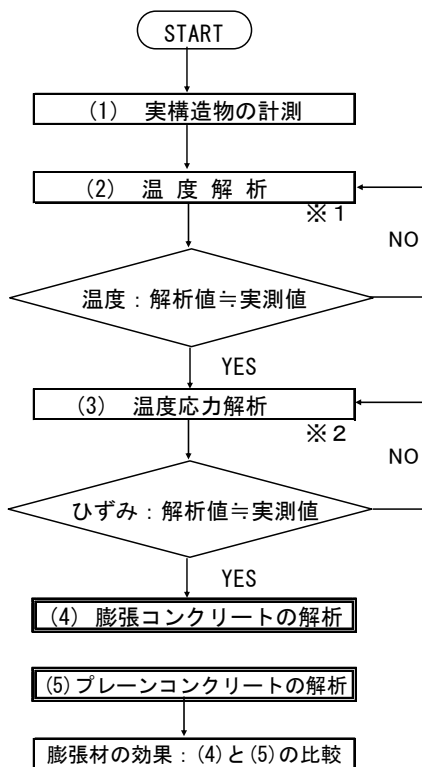 START
(1) 実構造物の計測
(2) 温 度 解 析
※１
NO
温度：解析値≒実測値
YES
(3) 温度応力解析
※２
NO
ひずみ：解析値≒実測値
YES
(4) 膨張コンクリートの解析
(5)プレーンコンクリートの解析
膨張材の効果：(4)と(5)の比較